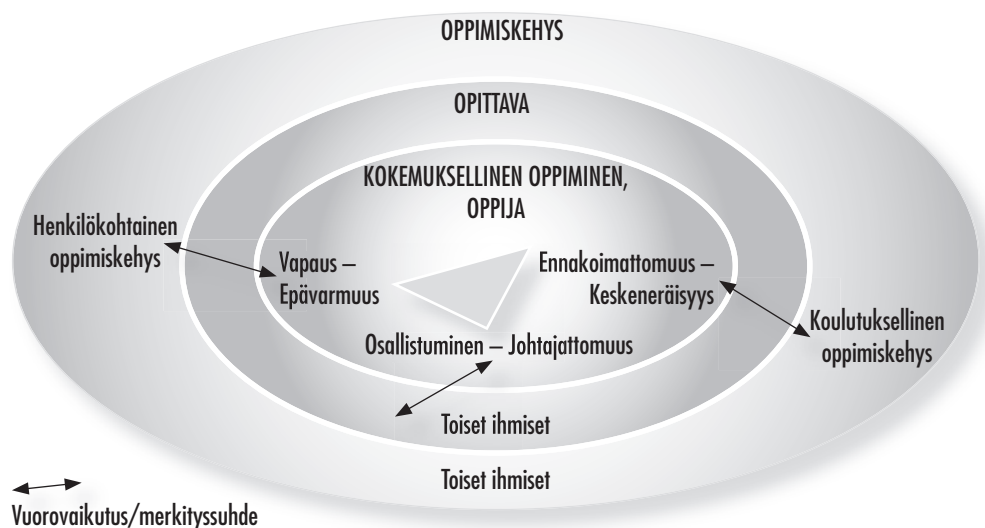 OPPIMISKEHYS
OPITTAVA
KOKEMUKSELLINEN OPPIMINEN,
OPPIJA
Henkilökohtainen
oppimiskehys
Vapaus –
Epävarmuus
Ennakoimattomuus –
Keskeneräisyys
Koulutuksellinen
oppimiskehys
Osallistuminen – Johtajattomuus
Toiset ihmiset
Toiset ihmiset
Vuorovaikutus/merkityssuhde